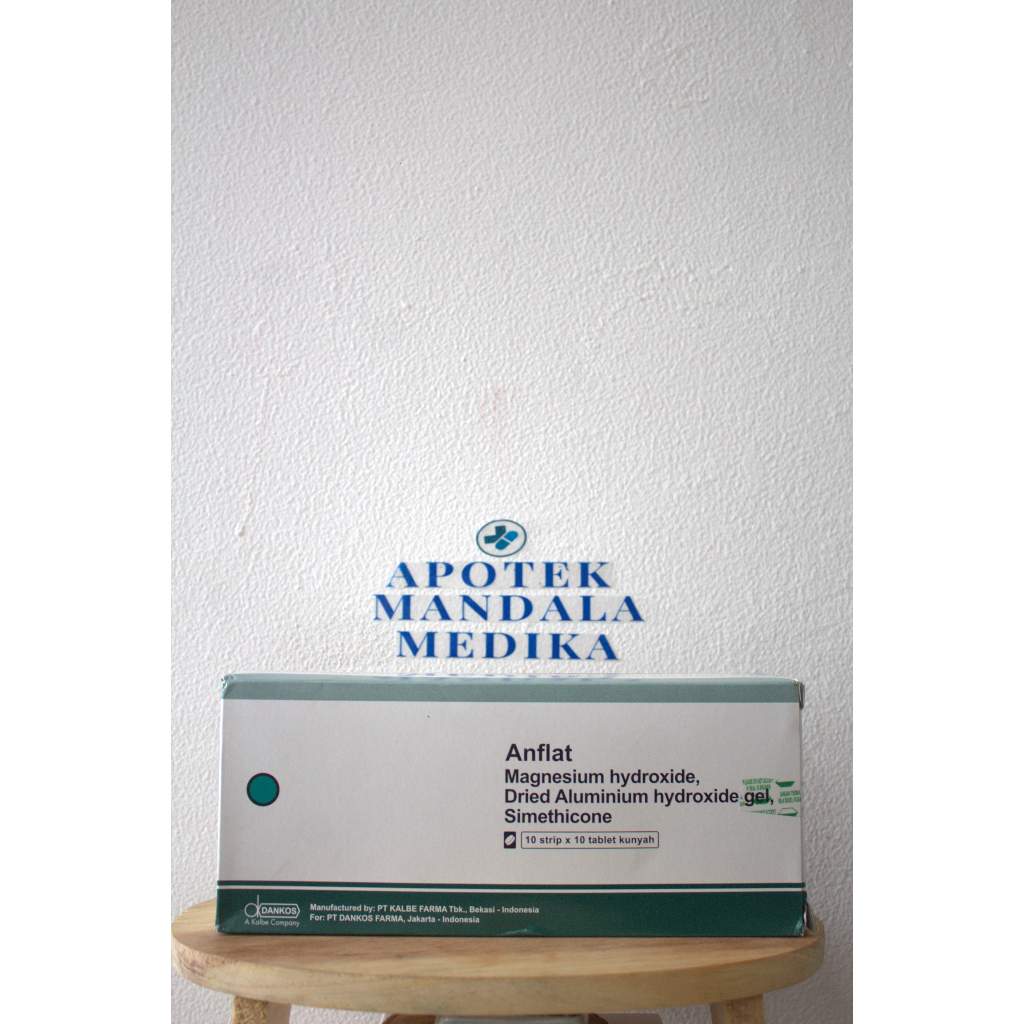 APOTEK
MANDALA
MEDIKA
Anflat
Magnesium hydroxide,
Dried Aluminium hydroxide gel,
Simethicone
10 strip x 10 tablet kunyah
DANKOS
A Kalbe Company
Manufactured by: PT KALBE FARMA Tbk., Bekasi - Indonesia
For: PT DANKOS FARMA, Jakarta - Indonesia